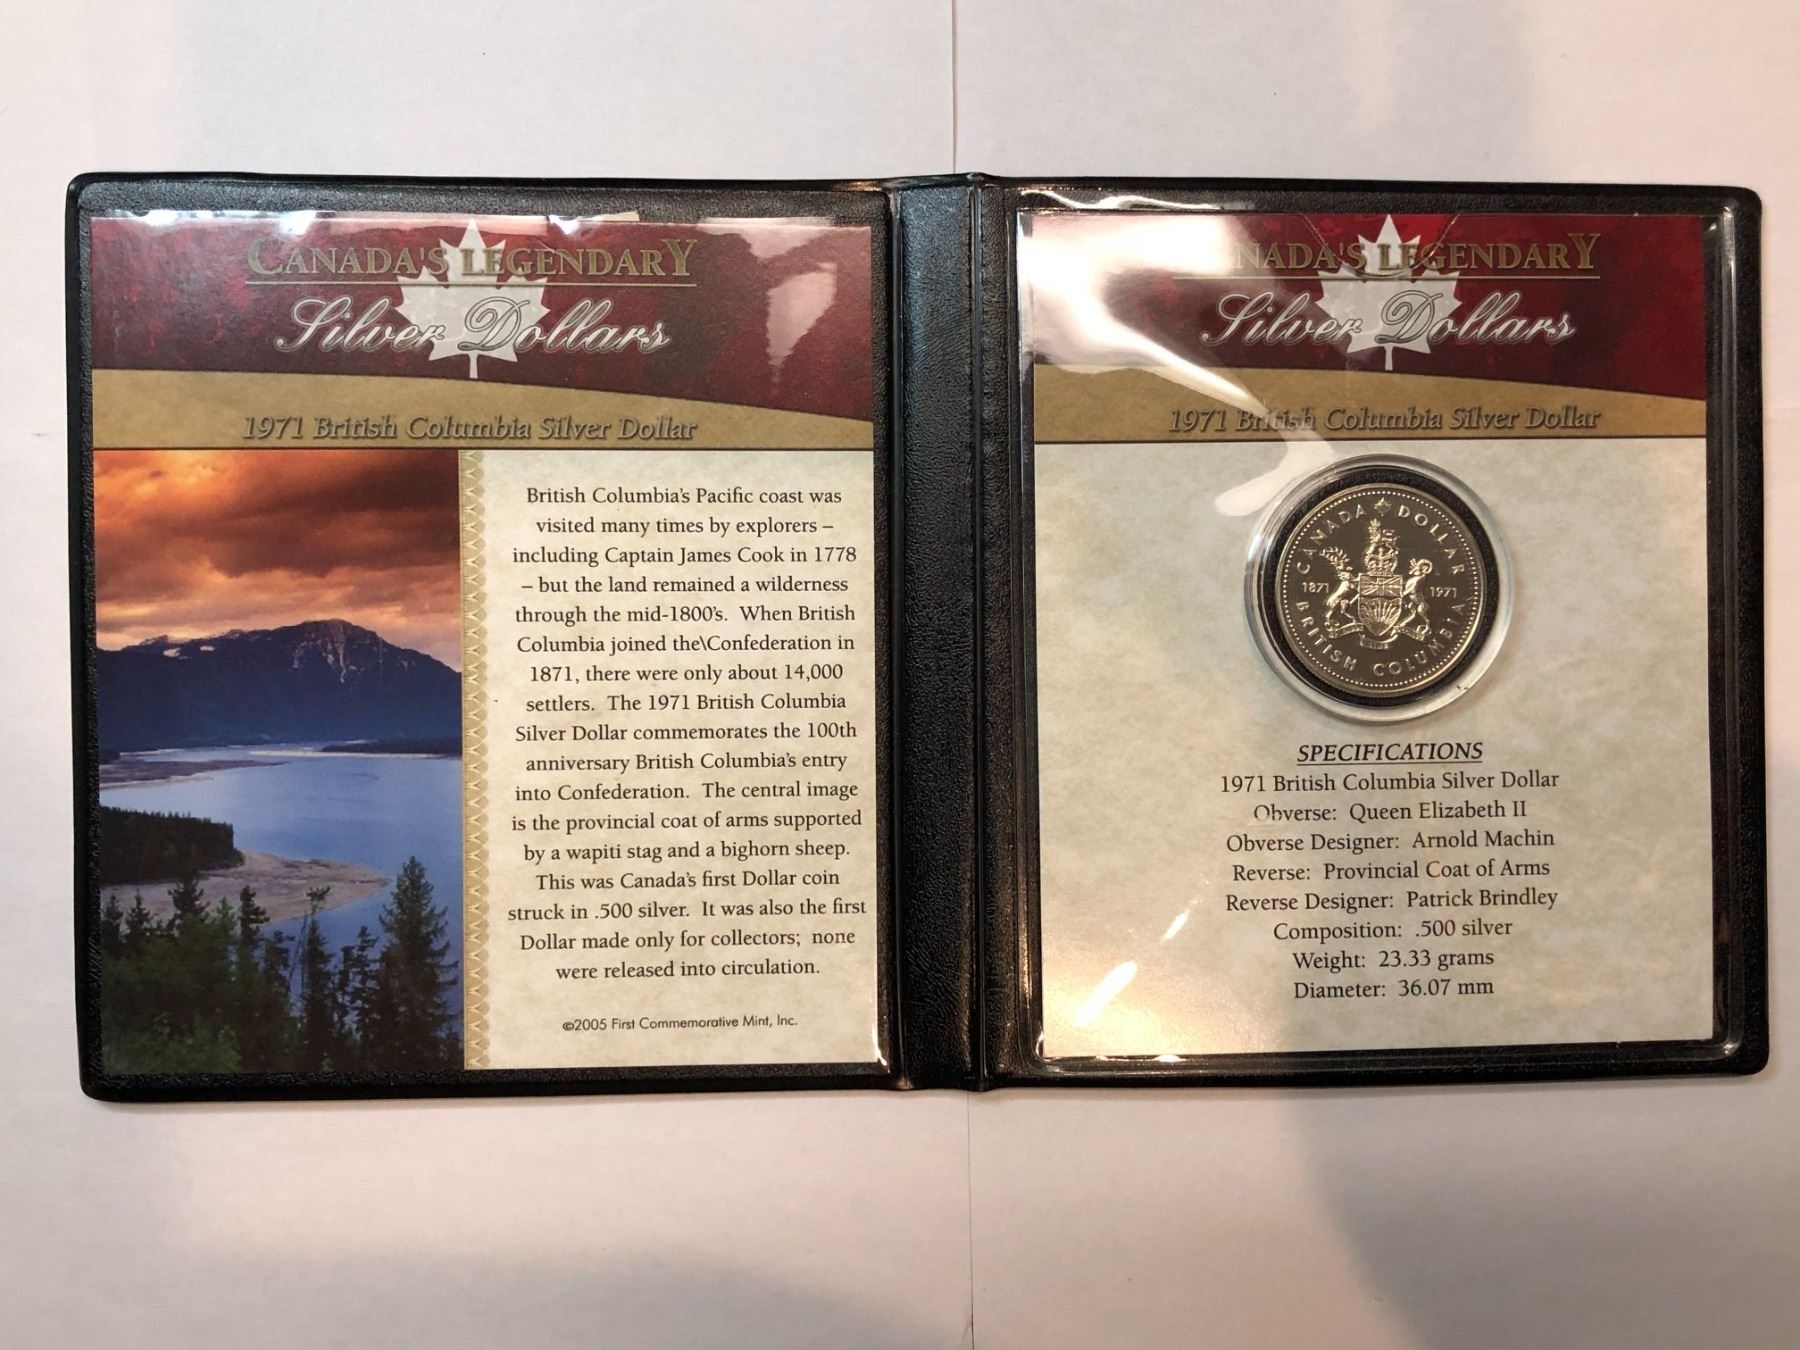 CANADA'S LEGENDARY
Silver Dollars
1971 British Columbia Silver Dollar
British Columbia's Pacific coast was
visited many times by explorers –
including Captain James Cook in 1778
– but the land remained a wilderness
through the mid-1800's. When British
Columbia joined the\Confederation in
1871, there were only about 14,000
settlers. The 1971 British Columbia
Silver Dollar commemorates the 100th
anniversary British Columbia's entry
into Confederation. The central image
is the provincial coat of arms supported
by a wapiti stag and a bighorn sheep.
This was Canada's first Dollar coin
struck in .500 silver. It was also the first
Dollar made only for collectors; none
were released into circulation.
©2005 First Commemorative Mint, Inc.
CANADA'S LEGENDARY
Silver Dollars
1971 British Columbia Silver Dollar
CANADA DOLLAR
1871 1971
BRITISH COLUMBIA
SPECIFICATIONS
1971 British Columbia Silver Dollar
Obverse: Queen Elizabeth II
Obverse Designer: Arnold Machin
Reverse: Provincial Coat of Arms
Reverse Designer: Patrick Brindley
Composition: .500 silver
Weight: 23.33 grams
Diameter: 36.07 mm